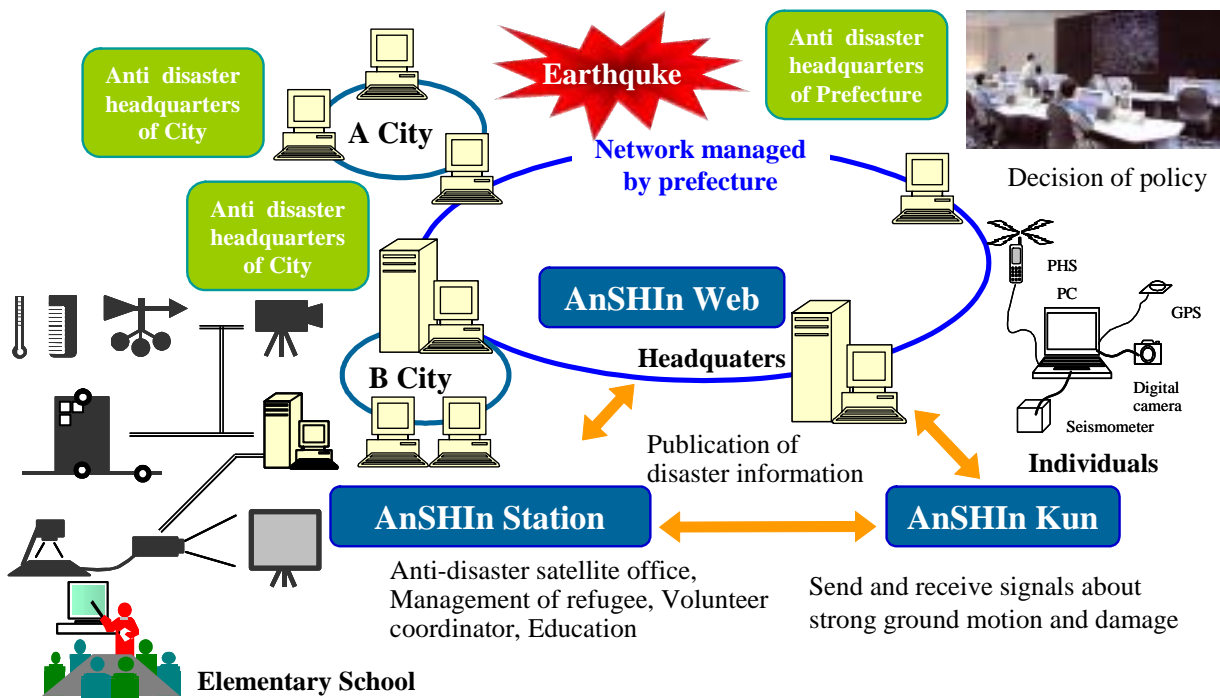 Anti disaster
headquarters
of City
A City
Earthquke
Anti disaster
headquarters
of Prefecture
Network managed
by prefecture
Decision of policy
Anti disaster
headquarters
of City
AnSHIn Web
PHS
PC
GPS
Digital
camera
Seismometer
Individuals
Headquaters
B City
Publication of
disaster information
AnSHIn Station
AnSHIn Kun
Anti-disaster satellite office,
Management of refugee, Volunteer
coordinator, Education
Send and receive signals about
strong ground motion and damage
Elementary School